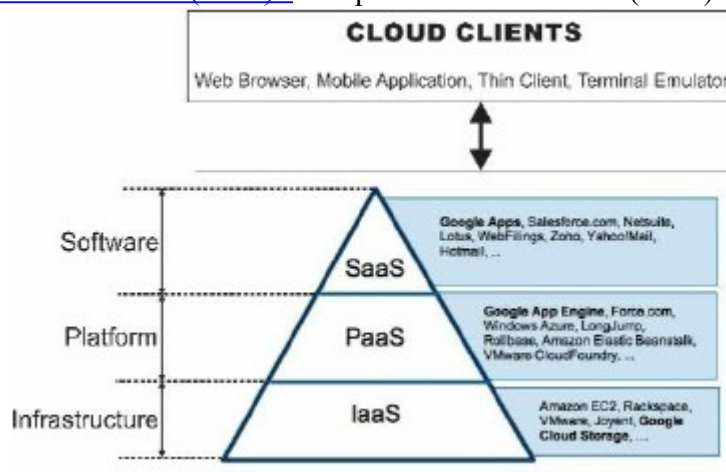 CLOUD CLIENTS
Web Browser, Mobile Application, Thin Client, Terminal Emulator
Software
SaaS
Google Apps, Salesforce.com, Netsuite,
Lotus, WebFilings, Zoho, Yahoo!Mail,
Hotmail, ...
Platform
PaaS
Google App Engine, Force.com,
Windows Azure, LongJump,
Rollbase, Amazon Elastic Beanstalk,
VMware CloudFoundry, ...
Infrastructure
IaaS
Amazon EC2, Rackspace,
VMware, Joyent, Google
Cloud Storage, ...